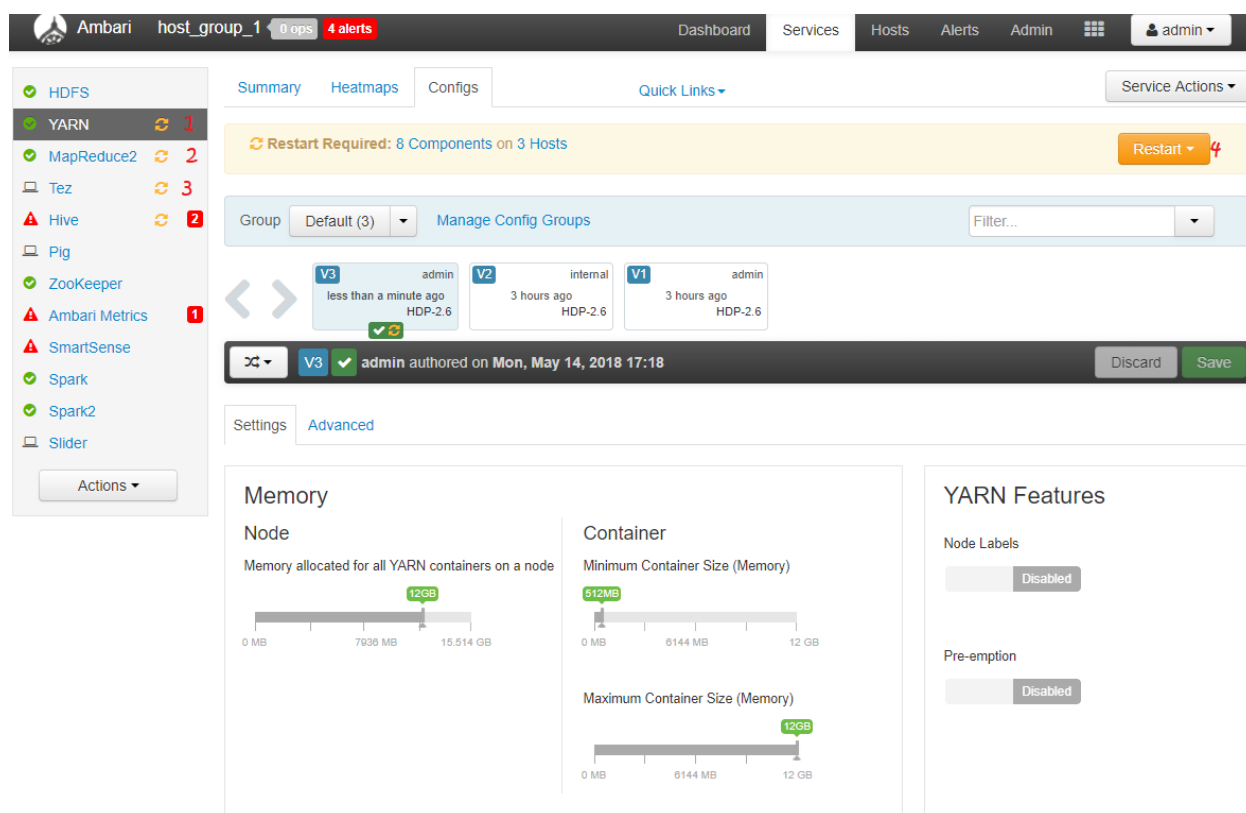 Ambari host_group_1 0 ops 4 alerts Dashboard Services Hosts Alerts Admin admin
HDFS
YARN 1
MapReduce2 2
Tez 3
Hive 2
Pig
ZooKeeper
Ambari Metrics 1
SmartSense
Spark
Spark2
Slider
Actions
Summary Heatmaps Configs Quick Links Service Actions
Restart Required: 8 Components on 3 Hosts Restart 4
Group Default (3) Manage Config Groups Filter...
V3 admin
less than a minute ago
HDP-2.6
V2 internal
3 hours ago
HDP-2.6
V1 admin
3 hours ago
HDP-2.6
V3 admin authored on Mon, May 14, 2018 17:18 Discard Save
Settings Advanced
Memory
Node
Memory allocated for all YARN containers on a node
12GB
0 MB 7936 MB 15.514 GB
Container
Minimum Container Size (Memory)
512MB
0 MB 6144 MB 12 GB
Maximum Container Size (Memory)
12GB
0 MB 6144 MB 12 GB
YARN Features
Node Labels
Disabled
Pre-emption
Disabled